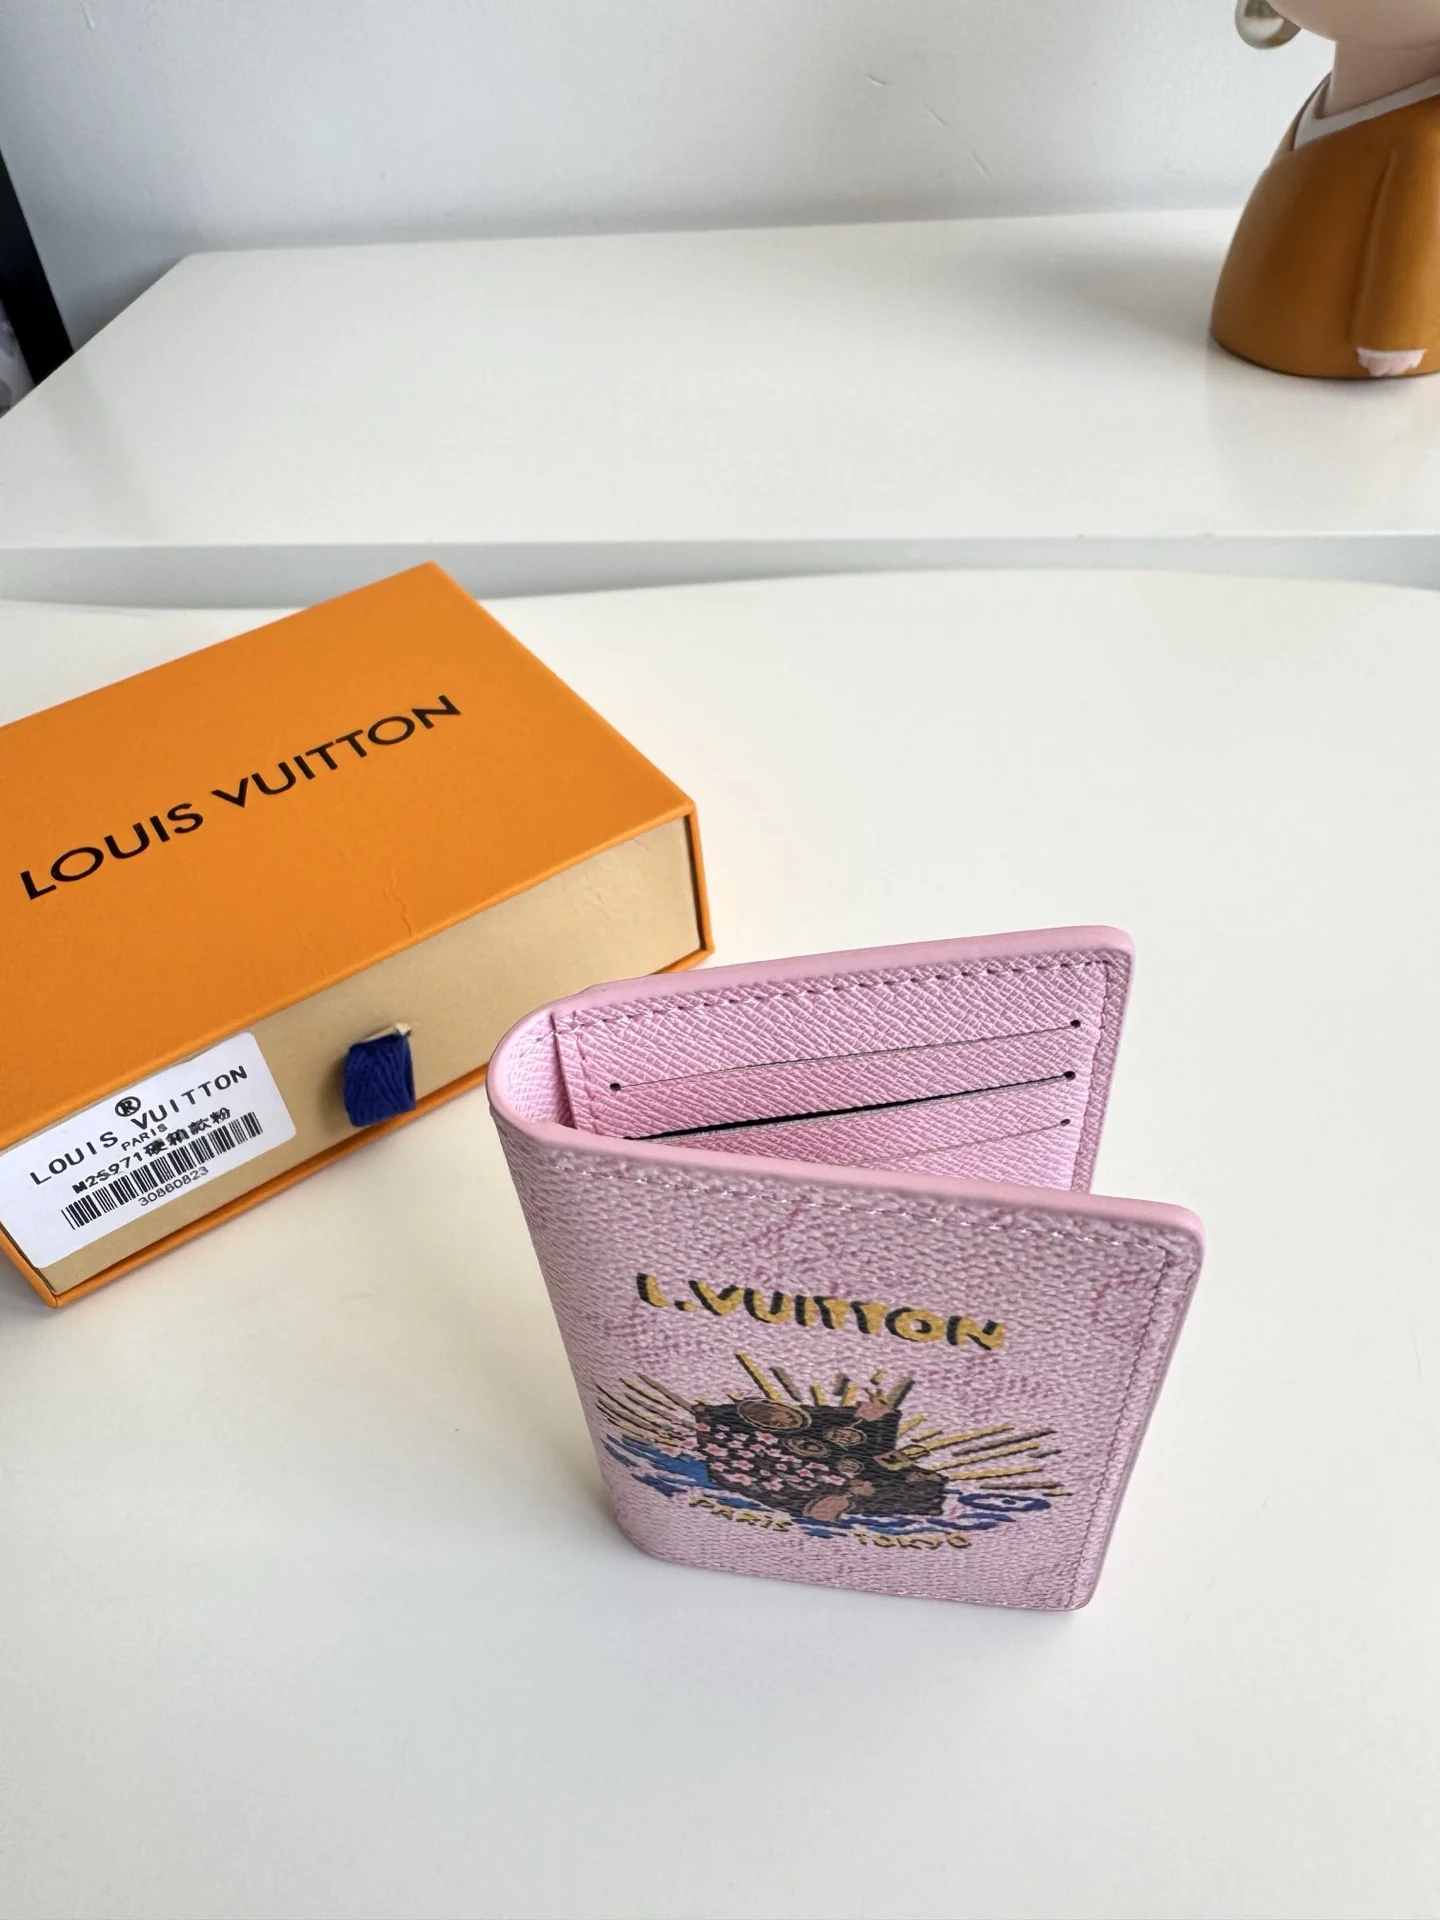 LOUIS VUITTON
LOUIS VUITTON
®
PARIS
M25971硬箱款粉
30860823
L.VUITTON
PARIS TOKYO